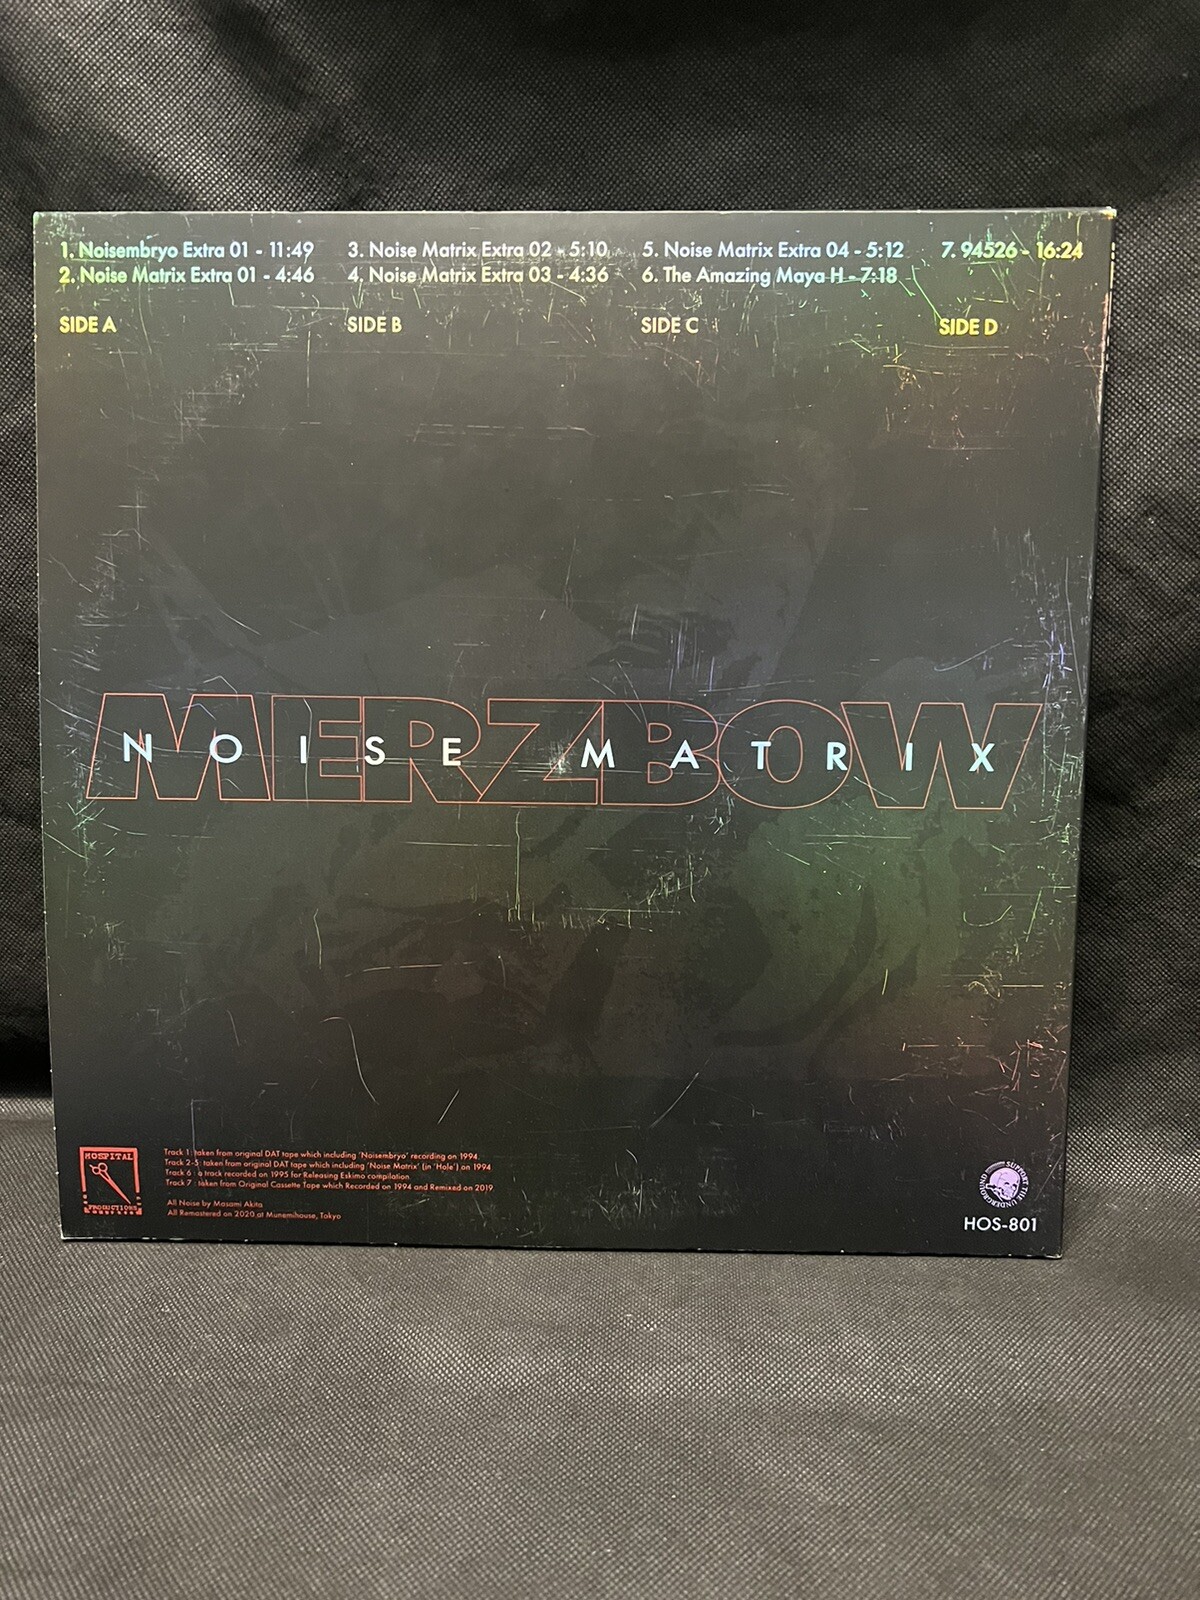 1. Noisembryo Extra 01 - 11:49
2. Noise Matrix Extra 01 - 4:46
SIDE A
3. Noise Matrix Extra 02 - 5:10
4. Noise Matrix Extra 03 - 4:36
SIDE B
5. Noise Matrix Extra 04 - 5:12
6. The Amazing Maya H - 7:18
SIDE C
7. 94526 - 16:24
SIDE D
MERZBOW
NOISE MATRIX
HOSPITAL
PRODUCTIONS
Track 1: taken from original DAT tape which including 'Noisembryo' recording on 1994.
Track 2-5: taken from original DAT tape which including 'Noise Matrix' (in 'Hole') on 1994
Track 6 : a track recorded on 1995 for Releasing Eskimo compilation
Track 7 : taken from Original Cassette Tape which Recorded on 1994 and Remixed on 2019
All Noise by Masami Akita
All Remastered on 2020 at Munemihouse, Tokyo
SUPPORT THE UNDERGROUND
HOS-801